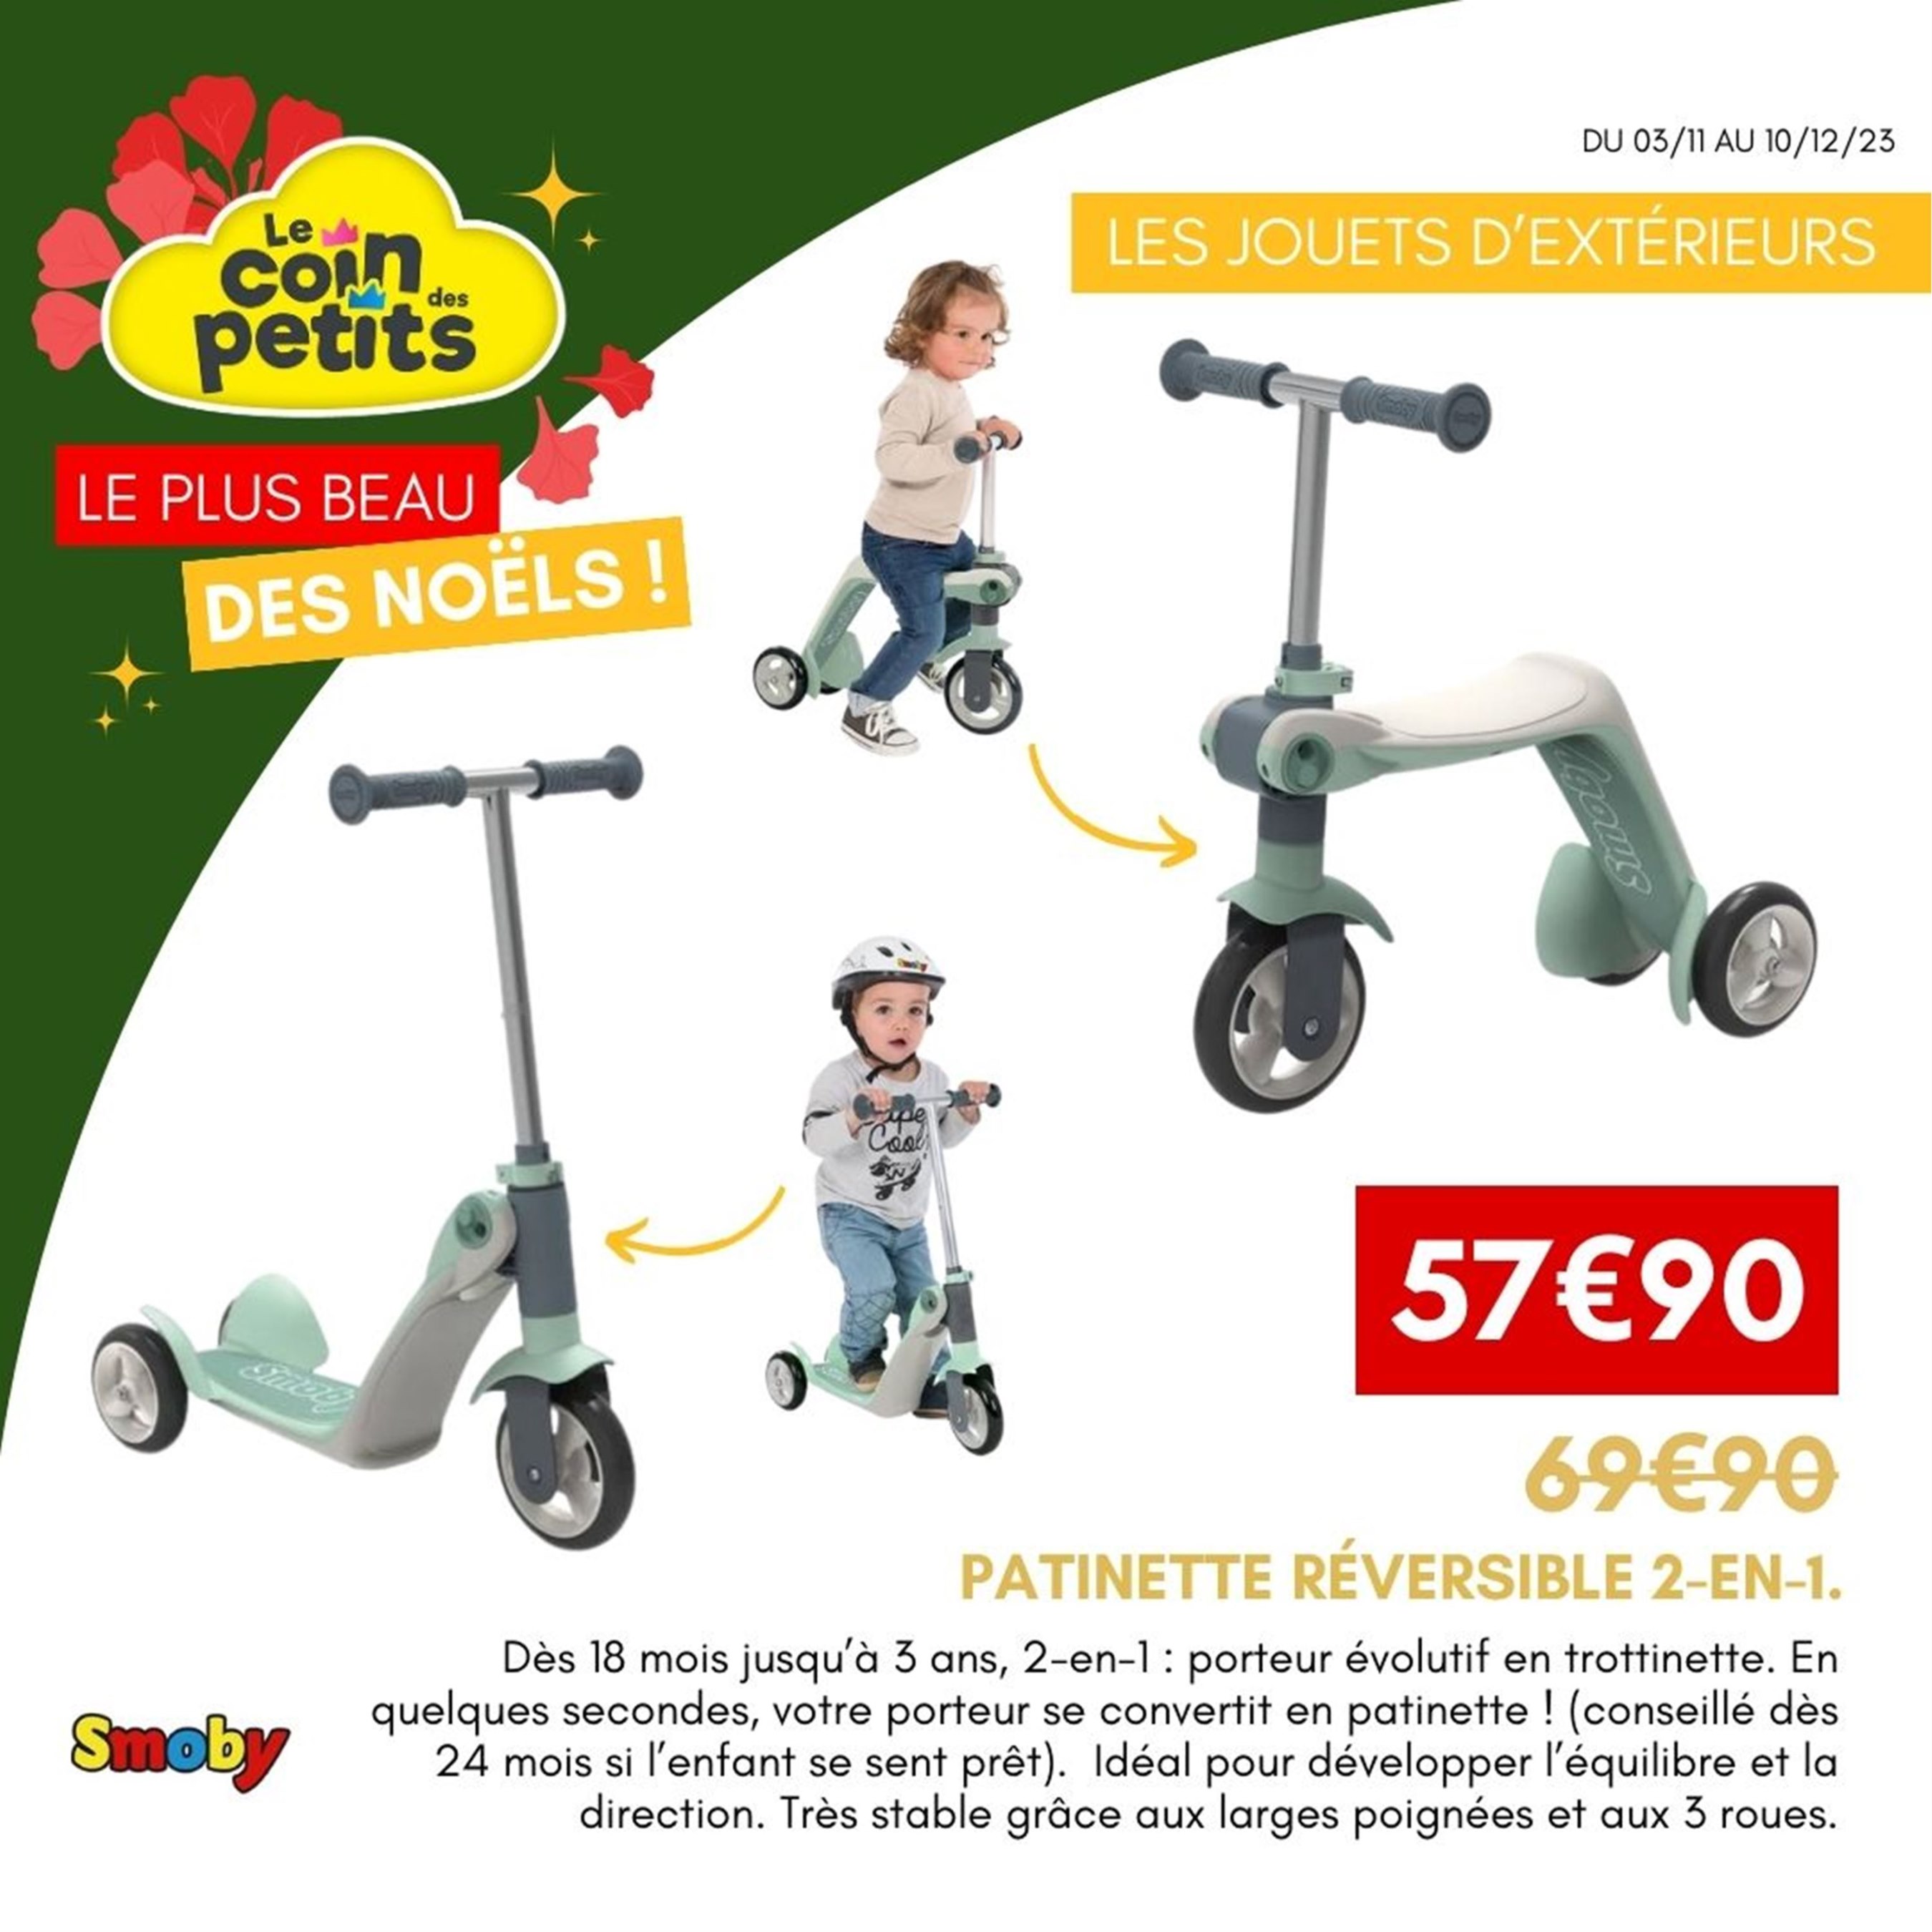 DU 03/11 AU 10/12/23
LES JOUETS D'EXTÉRIEURS
Le
coin
des
petits
LE PLUS BEAU
DES NOËLS !
Smoby
Smoby
Smoby
Cool
57€90
69€90
PATINETTE RÉVERSIBLE 2-EN-1.
Dès 18 mois jusqu'à 3 ans, 2-en-1 : porteur évolutif en trottinette. En
quelques secondes, votre porteur se convertit en patinette ! (conseillé dès
24 mois si l'enfant se sent prêt).  Idéal pour développer l'équilibre et la
direction. Très stable grâce aux larges poignées et aux 3 roues.
Smoby